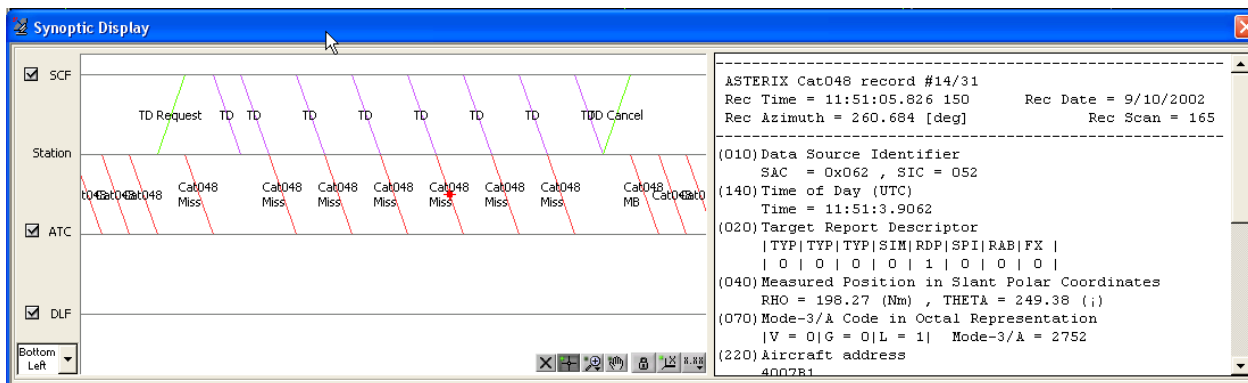 Synoptic Display
SCF
TD Request TD TD TD TD TD TD TD Cancel
Station
Cat048 Cat048 Cat048 Cat048 Cat048 Cat048 Cat048 Cat048 Cat048
Miss Miss Miss Miss Miss Miss Miss MB
ATC
DLF
Bottom
Left
ASTERIX Cat048 record #14/31
Rec Time = 11:51:05.826 150 Rec Date = 9/10/2002
Rec Azimuth = 260.684 [deg] Rec Scan = 165
(010)Data Source Identifier
SAC = 0x062 , SIC = 052
(140)Time of Day (UTC)
Time = 11:51:3.9062
(020)Target Report Descriptor
|TYP|TYP|TYP|SIM|RDP|SPI|RAB|FX |
| 0 | 0 | 0 | 0 | 1 | 0 | 0 | 0 |
(040)Measured Position in Slant Polar Coordinates
RHO = 198.27 (Nm) , THETA = 249.38 (¡)
(070)Mode-3/A Code in Octal Representation
|V = 0|G = 0|L = 1| Mode-3/A = 2752
(220)Aircraft address
4007B1